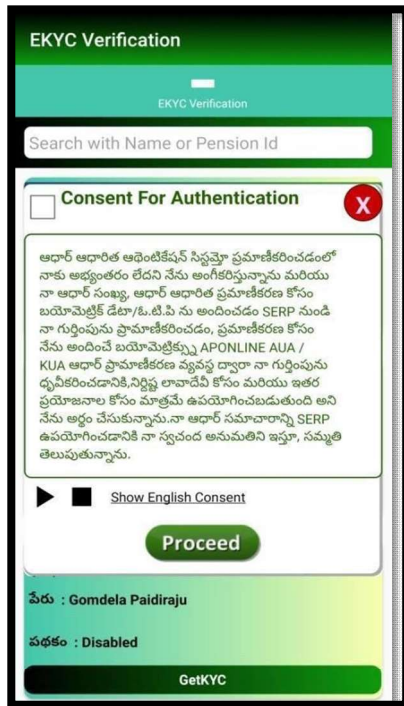 EKYC Verification
EKYC Verification
Search with Name or Pension Id
Consent For Authentication
X
ఆధార్ ఆధారిత ఆథెంటికేషన్ సిస్టమ్తో ప్రమాణీకరించడంలో
నాకు అభ్యంతరం లేదని నేను అంగీకరిస్తున్నాను మరియు
నా ఆధార్ సంఖ్య, ఆధార్ ఆధారిత ప్రమాణీకరణ కోసం
బయోమెట్రిక్ డేటా/ఓ.టి.పి ను అందించడం SERP నుండి
నా గుర్తింపును ప్రామాణీకరించడం, ప్రమాణీకరణ కోసం
నేను అందించే బయోమెట్రిక్స్ను APONLINE AUA /
KUA ఆధార్ ప్రామాణీకరణ వ్యవస్థ ద్వారా నా గుర్తింపును
ధృవీకరించడానికి,నిర్దిష్ట లావాదేవీ కోసం మరియు ఇతర
ప్రయోజనాల కోసం మాత్రమే ఉపయోగించబడుతుంది అని
నేను అర్థం చేసుకున్నాను.నా ఆధార్ సమాచారాన్ని SERP
ఉపయోగించడానికి నా స్వచంద అనుమతిని ఇస్తూ, సమ్మతి
తెలుపుతున్నాను.
Show English Consent
Proceed
పేరు : Gomdela Paidiraju
పథకం : Disabled
GetKYC